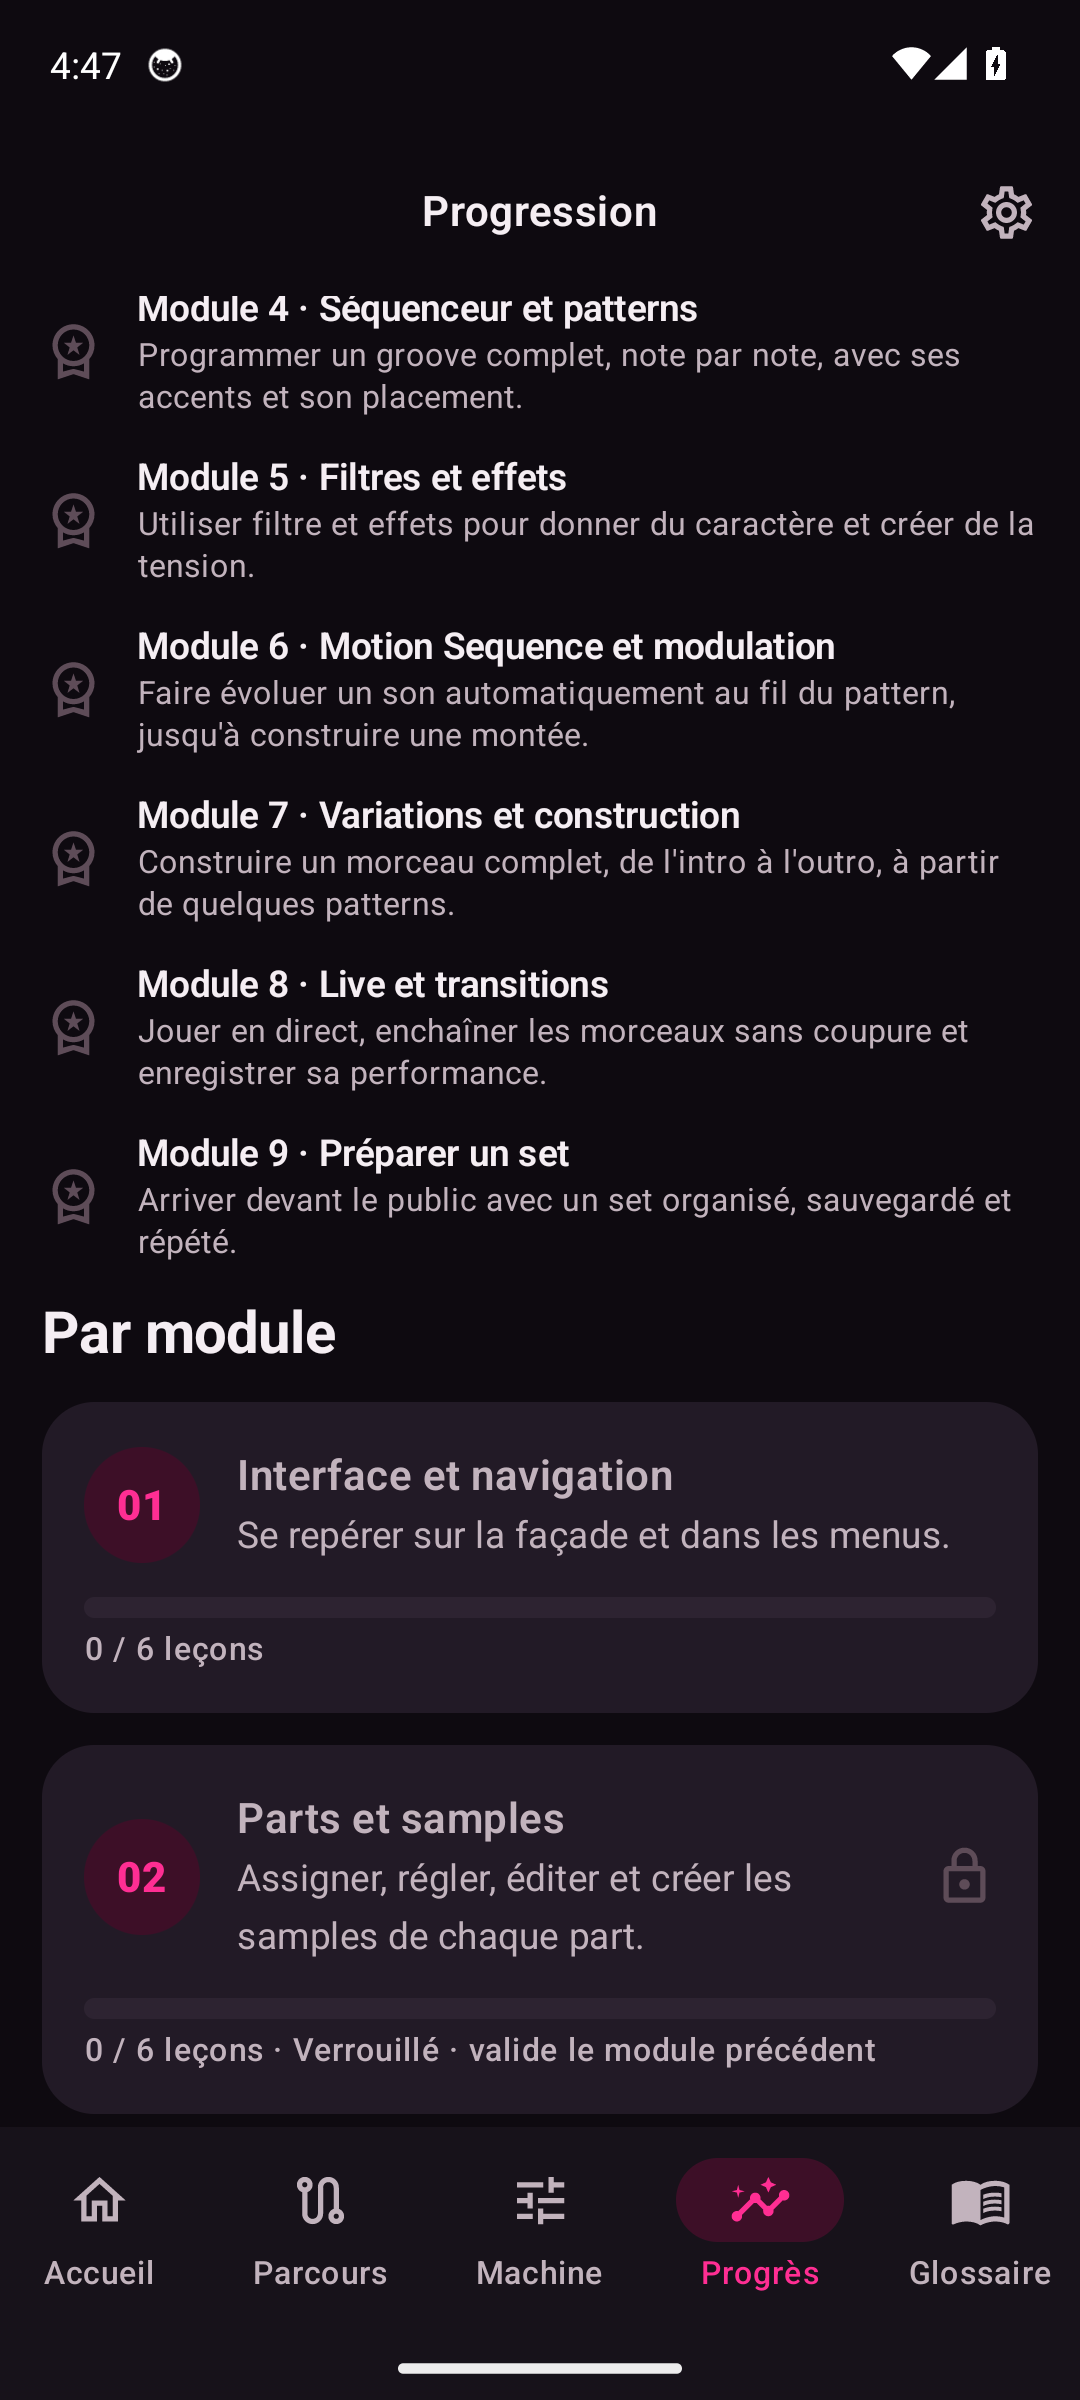 4:47
Progression
Module 4 · Séquenceur et patterns
Programmer un groove complet, note par note, avec ses
accents et son placement.
Module 5 · Filtres et effets
Utiliser filtre et effets pour donner du caractère et créer de la
tension.
Module 6 · Motion Sequence et modulation
Faire évoluer un son automatiquement au fil du pattern,
jusqu'à construire une montée.
Module 7 · Variations et construction
Construire un morceau complet, de l'intro à l'outro, à partir
de quelques patterns.
Module 8 · Live et transitions
Jouer en direct, enchaîner les morceaux sans coupure et
enregistrer sa performance.
Module 9 · Préparer un set
Arriver devant le public avec un set organisé, sauvegardé et
répété.
Par module
01
Interface et navigation
Se repérer sur la façade et dans les menus.
0 / 6 leçons
02
Parts et samples
Assigner, régler, éditer et créer les
samples de chaque part.
0 / 6 leçons · Verrouillé · valide le module précédent
Accueil
Parcours
Machine
Progrès
Glossaire